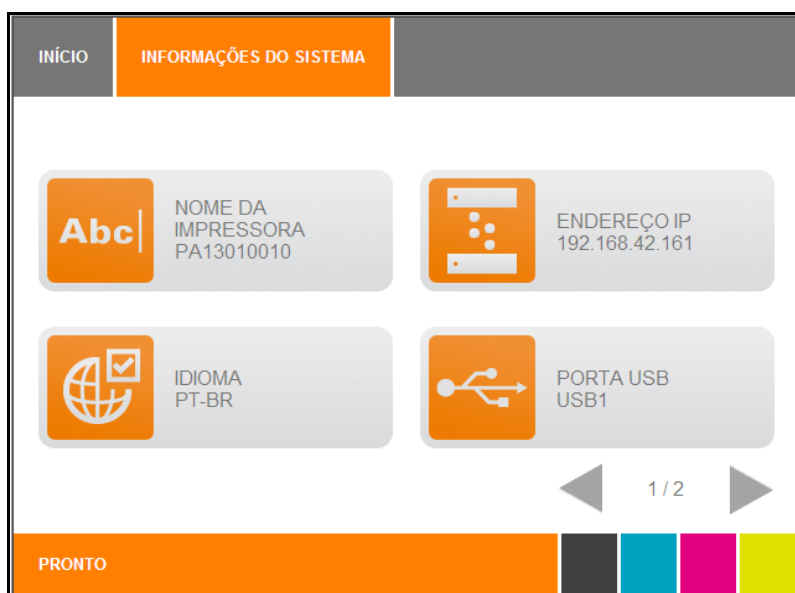 INÍCIO
INFORMAÇÕES DO SISTEMA
Abc
NOME DA
IMPRESSORA
PA13010010
ENDEREÇO IP
192.168.42.161
IDIOMA
PT-BR
PORTA USB
USB1
1 / 2
PRONTO